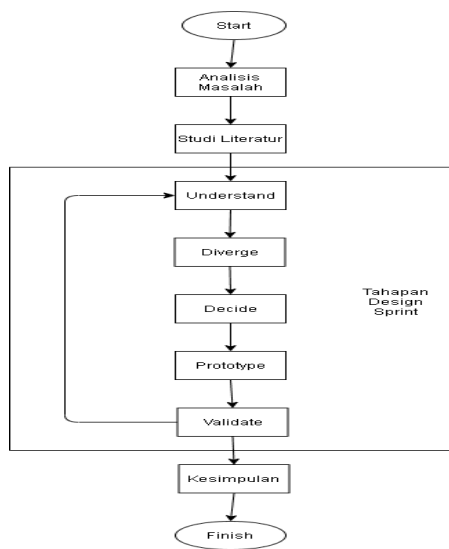 Start
Analisis
Masalah
Studi Literatur
Understand
Diverge
Decide
Tahapan
Design
Sprint
Prototype
Validate
Kesimpulan
Finish